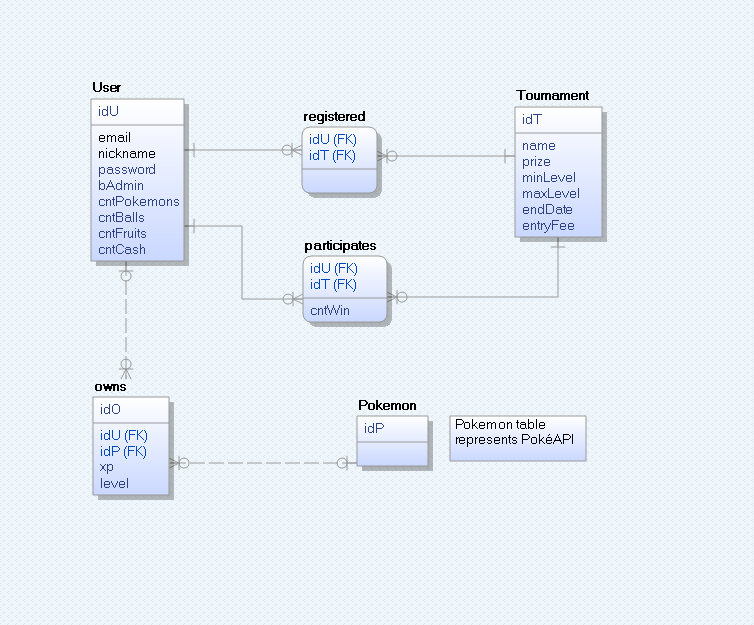 User
idU
email
nickname
password
bAdmin
cntPokemons
cntBalls
cntFruits
cntCash
registered
idU (FK)
idT (FK)
Tournament
idT
name
prize
minLevel
maxLevel
endDate
entryFee
participates
idU (FK)
idT (FK)
cntWin
owns
idO
idU (FK)
idP (FK)
xp
level
Pokemon
idP
Pokemon table
represents PokéAPI